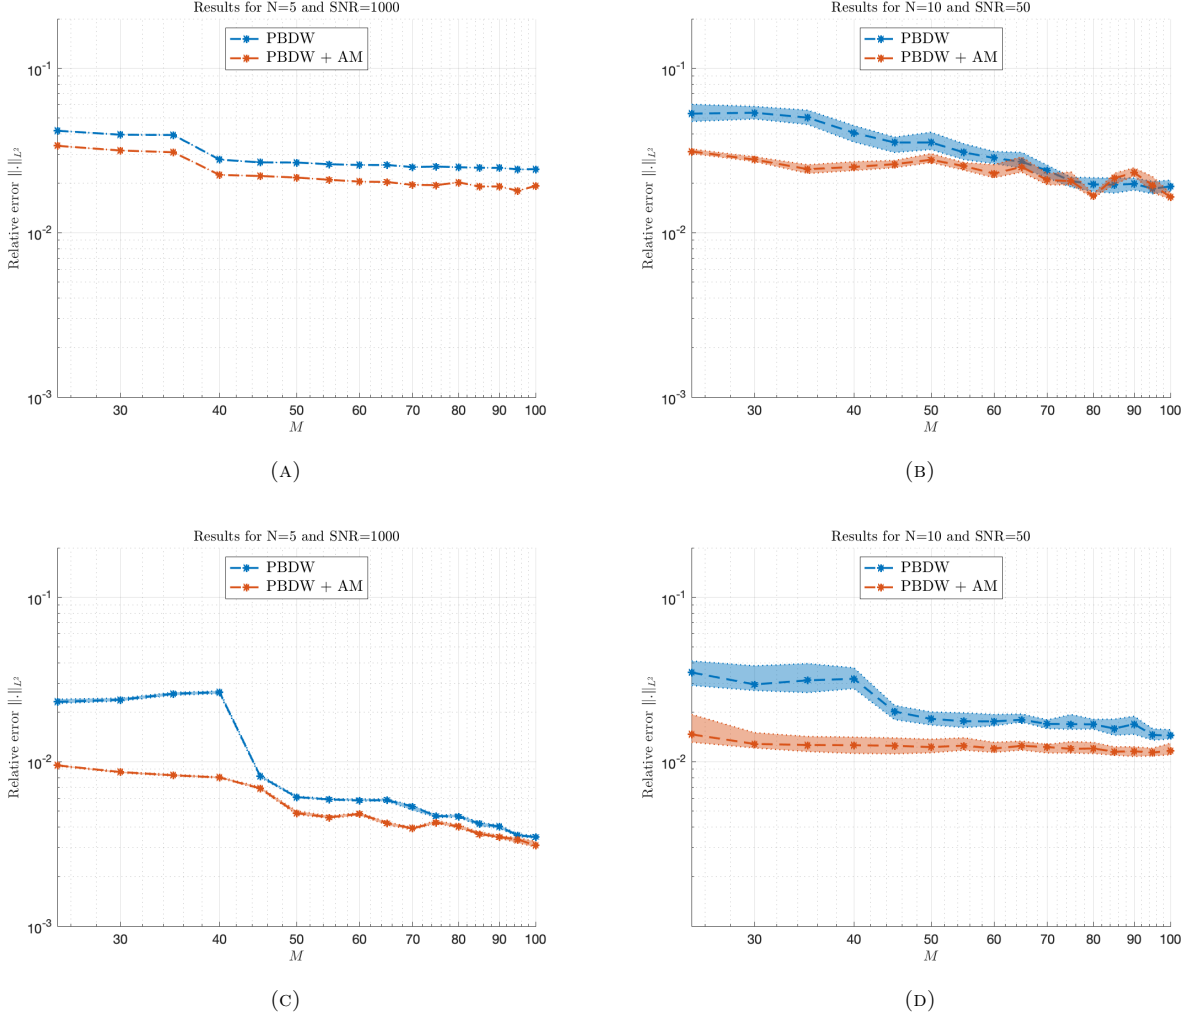 Results for N=5 and SNR=1000
PBDW
PBDW + AM
10^-1
10^-2
10^-3
Relative error ‖.‖_{L^2}
30 40 50 60 70 80 90 100
M
(A)
Results for N=10 and SNR=50
PBDW
PBDW + AM
10^-1
10^-2
10^-3
Relative error ‖.‖_{L^2}
30 40 50 60 70 80 90 100
M
(B)
Results for N=5 and SNR=1000
PBDW
PBDW + AM
10^-1
10^-2
10^-3
Relative error ‖.‖_{L^2}
30 40 50 60 70 80 90 100
M
(C)
Results for N=10 and SNR=50
PBDW
PBDW + AM
10^-1
10^-2
10^-3
Relative error ‖.‖_{L^2}
30 40 50 60 70 80 90 100
M
(D)